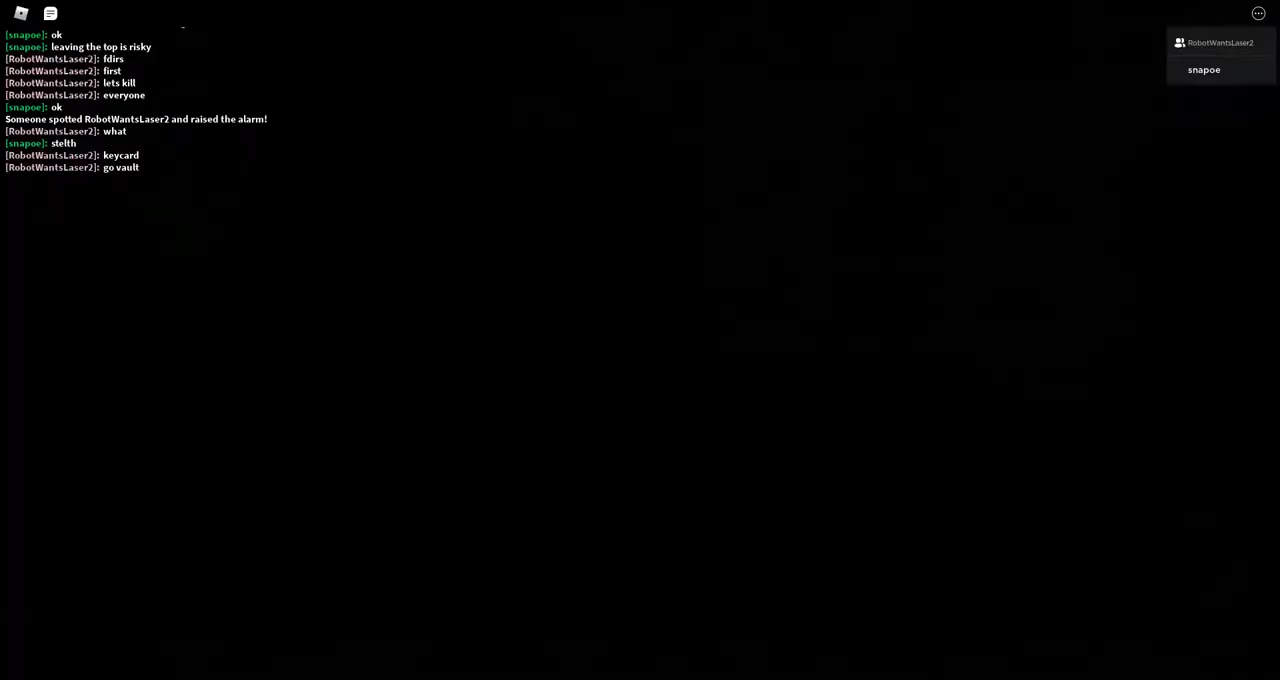 [snapoe]: ok
[snapoe]: leaving the top is risky
[RobotWantsLaser2]: fdirs
[RobotWantsLaser2]: first
[RobotWantsLaser2]: lets kill
[RobotWantsLaser2]: everyone
[snapoe]: ok
Someone spotted RobotWantsLaser2 and raised the alarm!
[RobotWantsLaser2]: what
[snapoe]: stelth
[RobotWantsLaser2]: keycard
[RobotWantsLaser2]: go vault
RobotWantsLaser2
snapoe